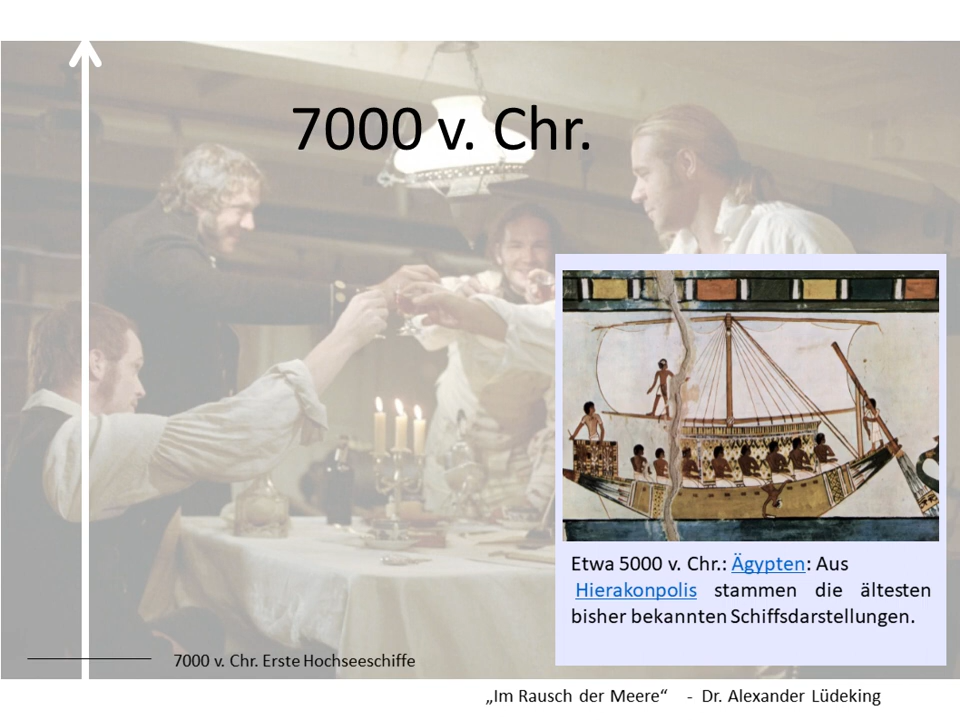 7000 v. Chr.
Etwa 5000 v. Chr.: Ägypten: Aus
Hierakonpolis stammen die ältesten
bisher bekannten Schiffsdarstellungen.
7000 v. Chr. Erste Hochseeschiffe
„Im Rausch der Meere“ - Dr. Alexander Lüdeking